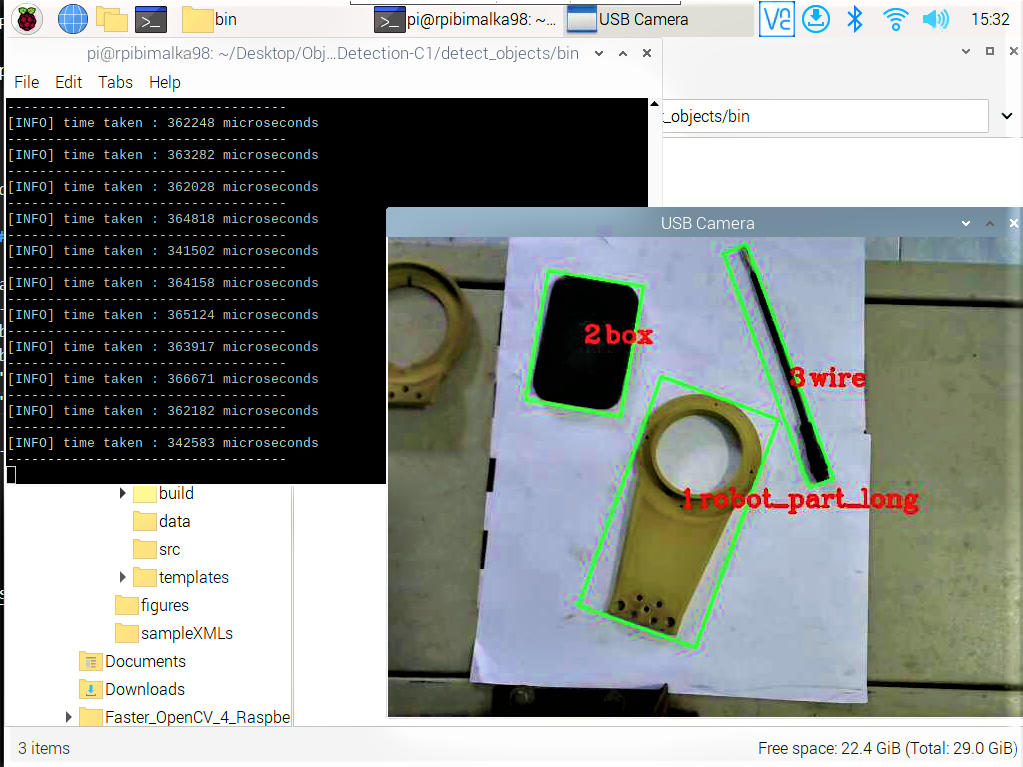 bin
pi@rpibimalka98: ~...
USB Camera
15:32
pi@rpibimalka98: ~/Desktop/Obj...Detection-C1/detect_objects/bin
File Edit Tabs Help
------------------------------------
[INFO] time taken : 362248 microseconds
------------------------------------
[INFO] time taken : 363282 microseconds
------------------------------------
[INFO] time taken : 362028 microseconds
------------------------------------
[INFO] time taken : 364818 microseconds
------------------------------------
[INFO] time taken : 341502 microseconds
------------------------------------
[INFO] time taken : 364158 microseconds
------------------------------------
[INFO] time taken : 365124 microseconds
------------------------------------
[INFO] time taken : 363917 microseconds
------------------------------------
[INFO] time taken : 366671 microseconds
------------------------------------
[INFO] time taken : 362182 microseconds
------------------------------------
[INFO] time taken : 342583 microseconds
------------------------------------
t_objects/bin
USB Camera
2 box
3 wire
1 robot_part_long
build
data
src
templates
figures
sampleXMLs
Documents
Downloads
Faster_OpenCV_4_Raspbe
3 items
Free space: 22.4 GiB (Total: 29.0 GiB)